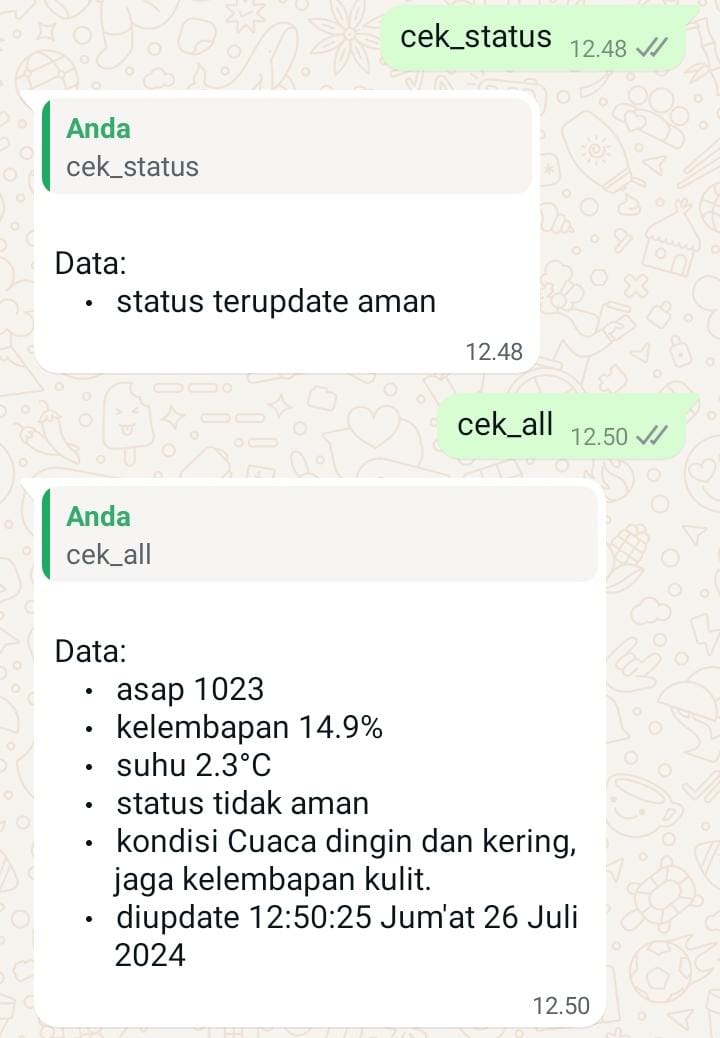 cek_status 12.48
Anda
cek_status
Data:
• status terupdate aman
12.48
cek_all 12.50
Anda
cek_all
Data:
• asap 1023
• kelembapan 14.9%
• suhu 2.3°C
• status tidak aman
• kondisi Cuaca dingin dan kering,
jaga kelembapan kulit.
• diupdate 12:50:25 Jum'at 26 Juli
2024
12.50